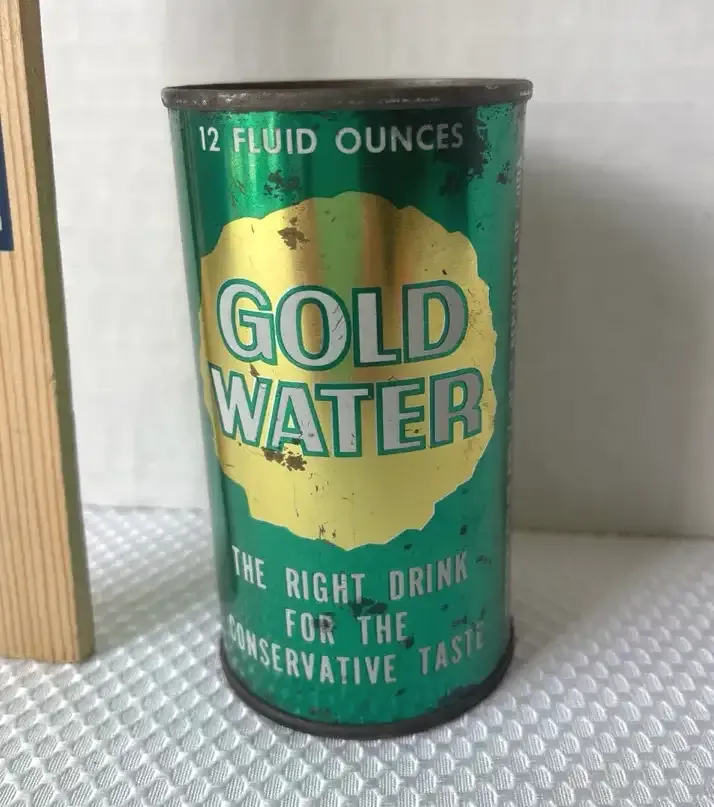 12 FLUID OUNCES
GOLD
WATER
THE RIGHT DRINK
FOR THE
CONSERVATIVE TASTE